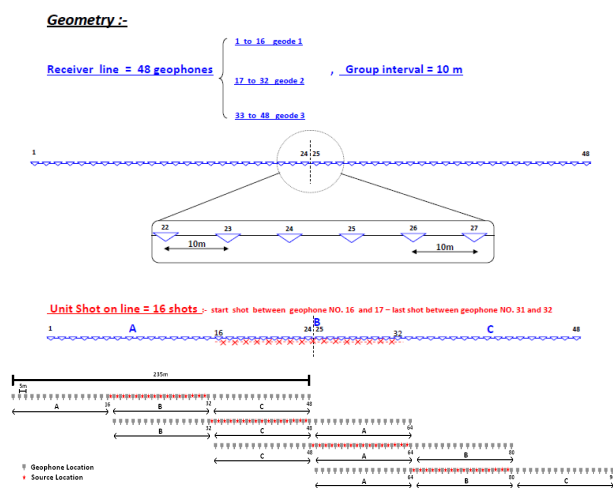 Geometry :-
1 to 16 geode 1
Receiver line = 48 geophones
17 to 32 geode 2
, Group interval = 10 m
33 to 48 geode 3
1 24 25 48
22 23 24 25 26 27
10m 10m
Unit Shot on line = 16 shots :- start shot between geophone NO. 16 and 17 – last shot between geophone NO. 31 and 32
1 A 16 24 25 B 32 C 48
235m
5m
16 32 48
A B C
32 48 64
B C A
48 64 80
C A B
64 80 9
A B C
Geophone Location
Source Location